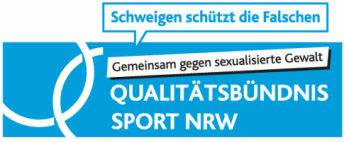 Schweigen schützt die Falschen
Gemeinsam gegen sexualisierte Gewalt
QUALITÄTSBÜNDNIS
SPORT NRW